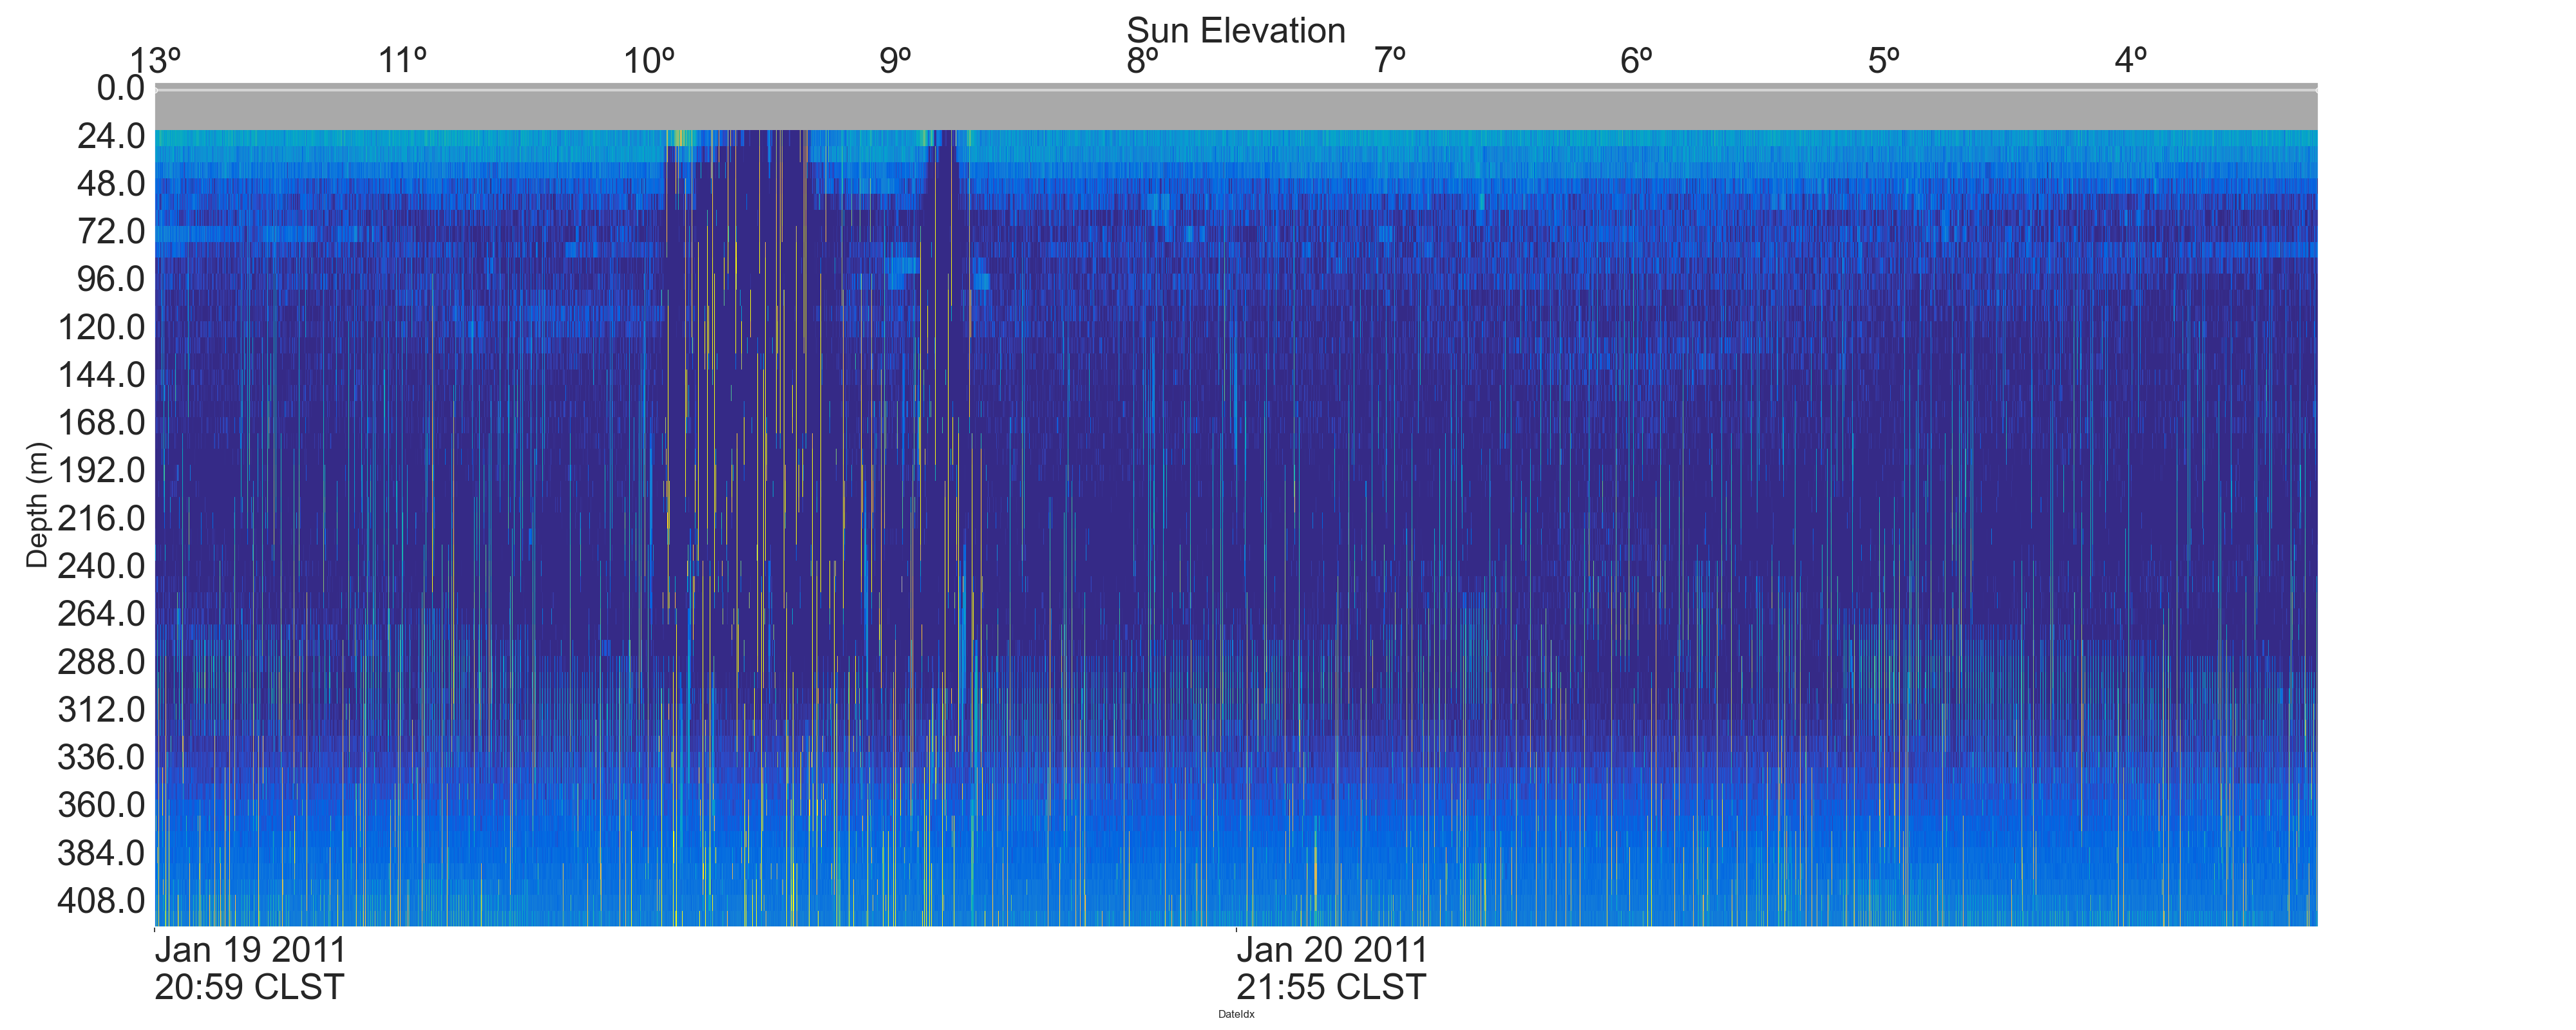 Sun Elevation
13º 11º 10º 9º 8º 7º 6º 5º 4º
0.0
24.0
48.0
72.0
96.0
120.0
144.0
168.0
192.0
216.0
240.0
264.0
288.0
312.0
336.0
360.0
384.0
408.0
Depth (m)
Jan 19 2011
20:59 CLST
Jan 20 2011
21:55 CLST
DateIdx